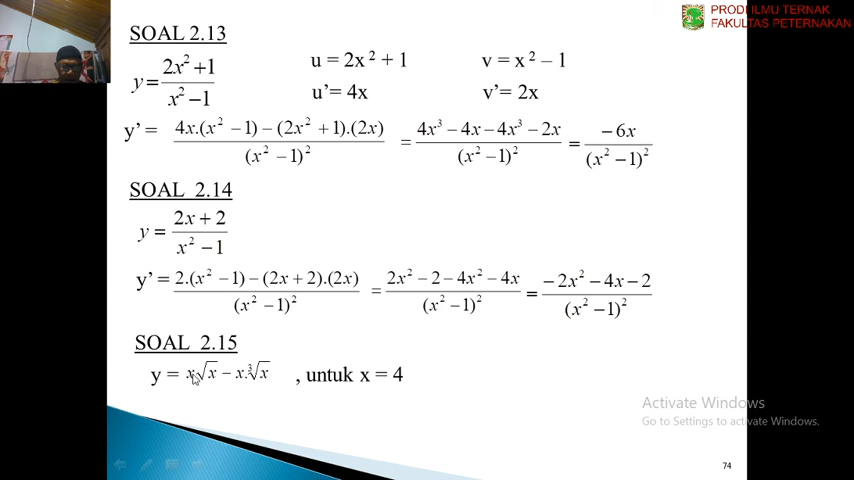 PRODI ILMU TERNAK
FAKULTAS PETERNAKAN
SOAL 2.13
y = (2x² + 1)/(x² − 1)   u = 2x² + 1   v = x² – 1
u’= 4x   v’= 2x
y’ = (4x.(x² − 1) − (2x² + 1).(2x))/(x² − 1)² = (4x³ − 4x − 4x³ − 2x)/(x² − 1)² = (− 6x)/(x² − 1)²
SOAL 2.14
y = (2x + 2)/(x² − 1)
y’ = (2.(x² − 1) − (2x + 2).(2x))/(x² − 1)² = (2x² − 2 − 4x² − 4x)/(x² − 1)² = (− 2x² − 4x − 2)/(x² − 1)²
SOAL 2.15
y = x√x − x.∛x , untuk x = 4
Activate Windows
Go to Settings to activate Windows.
74